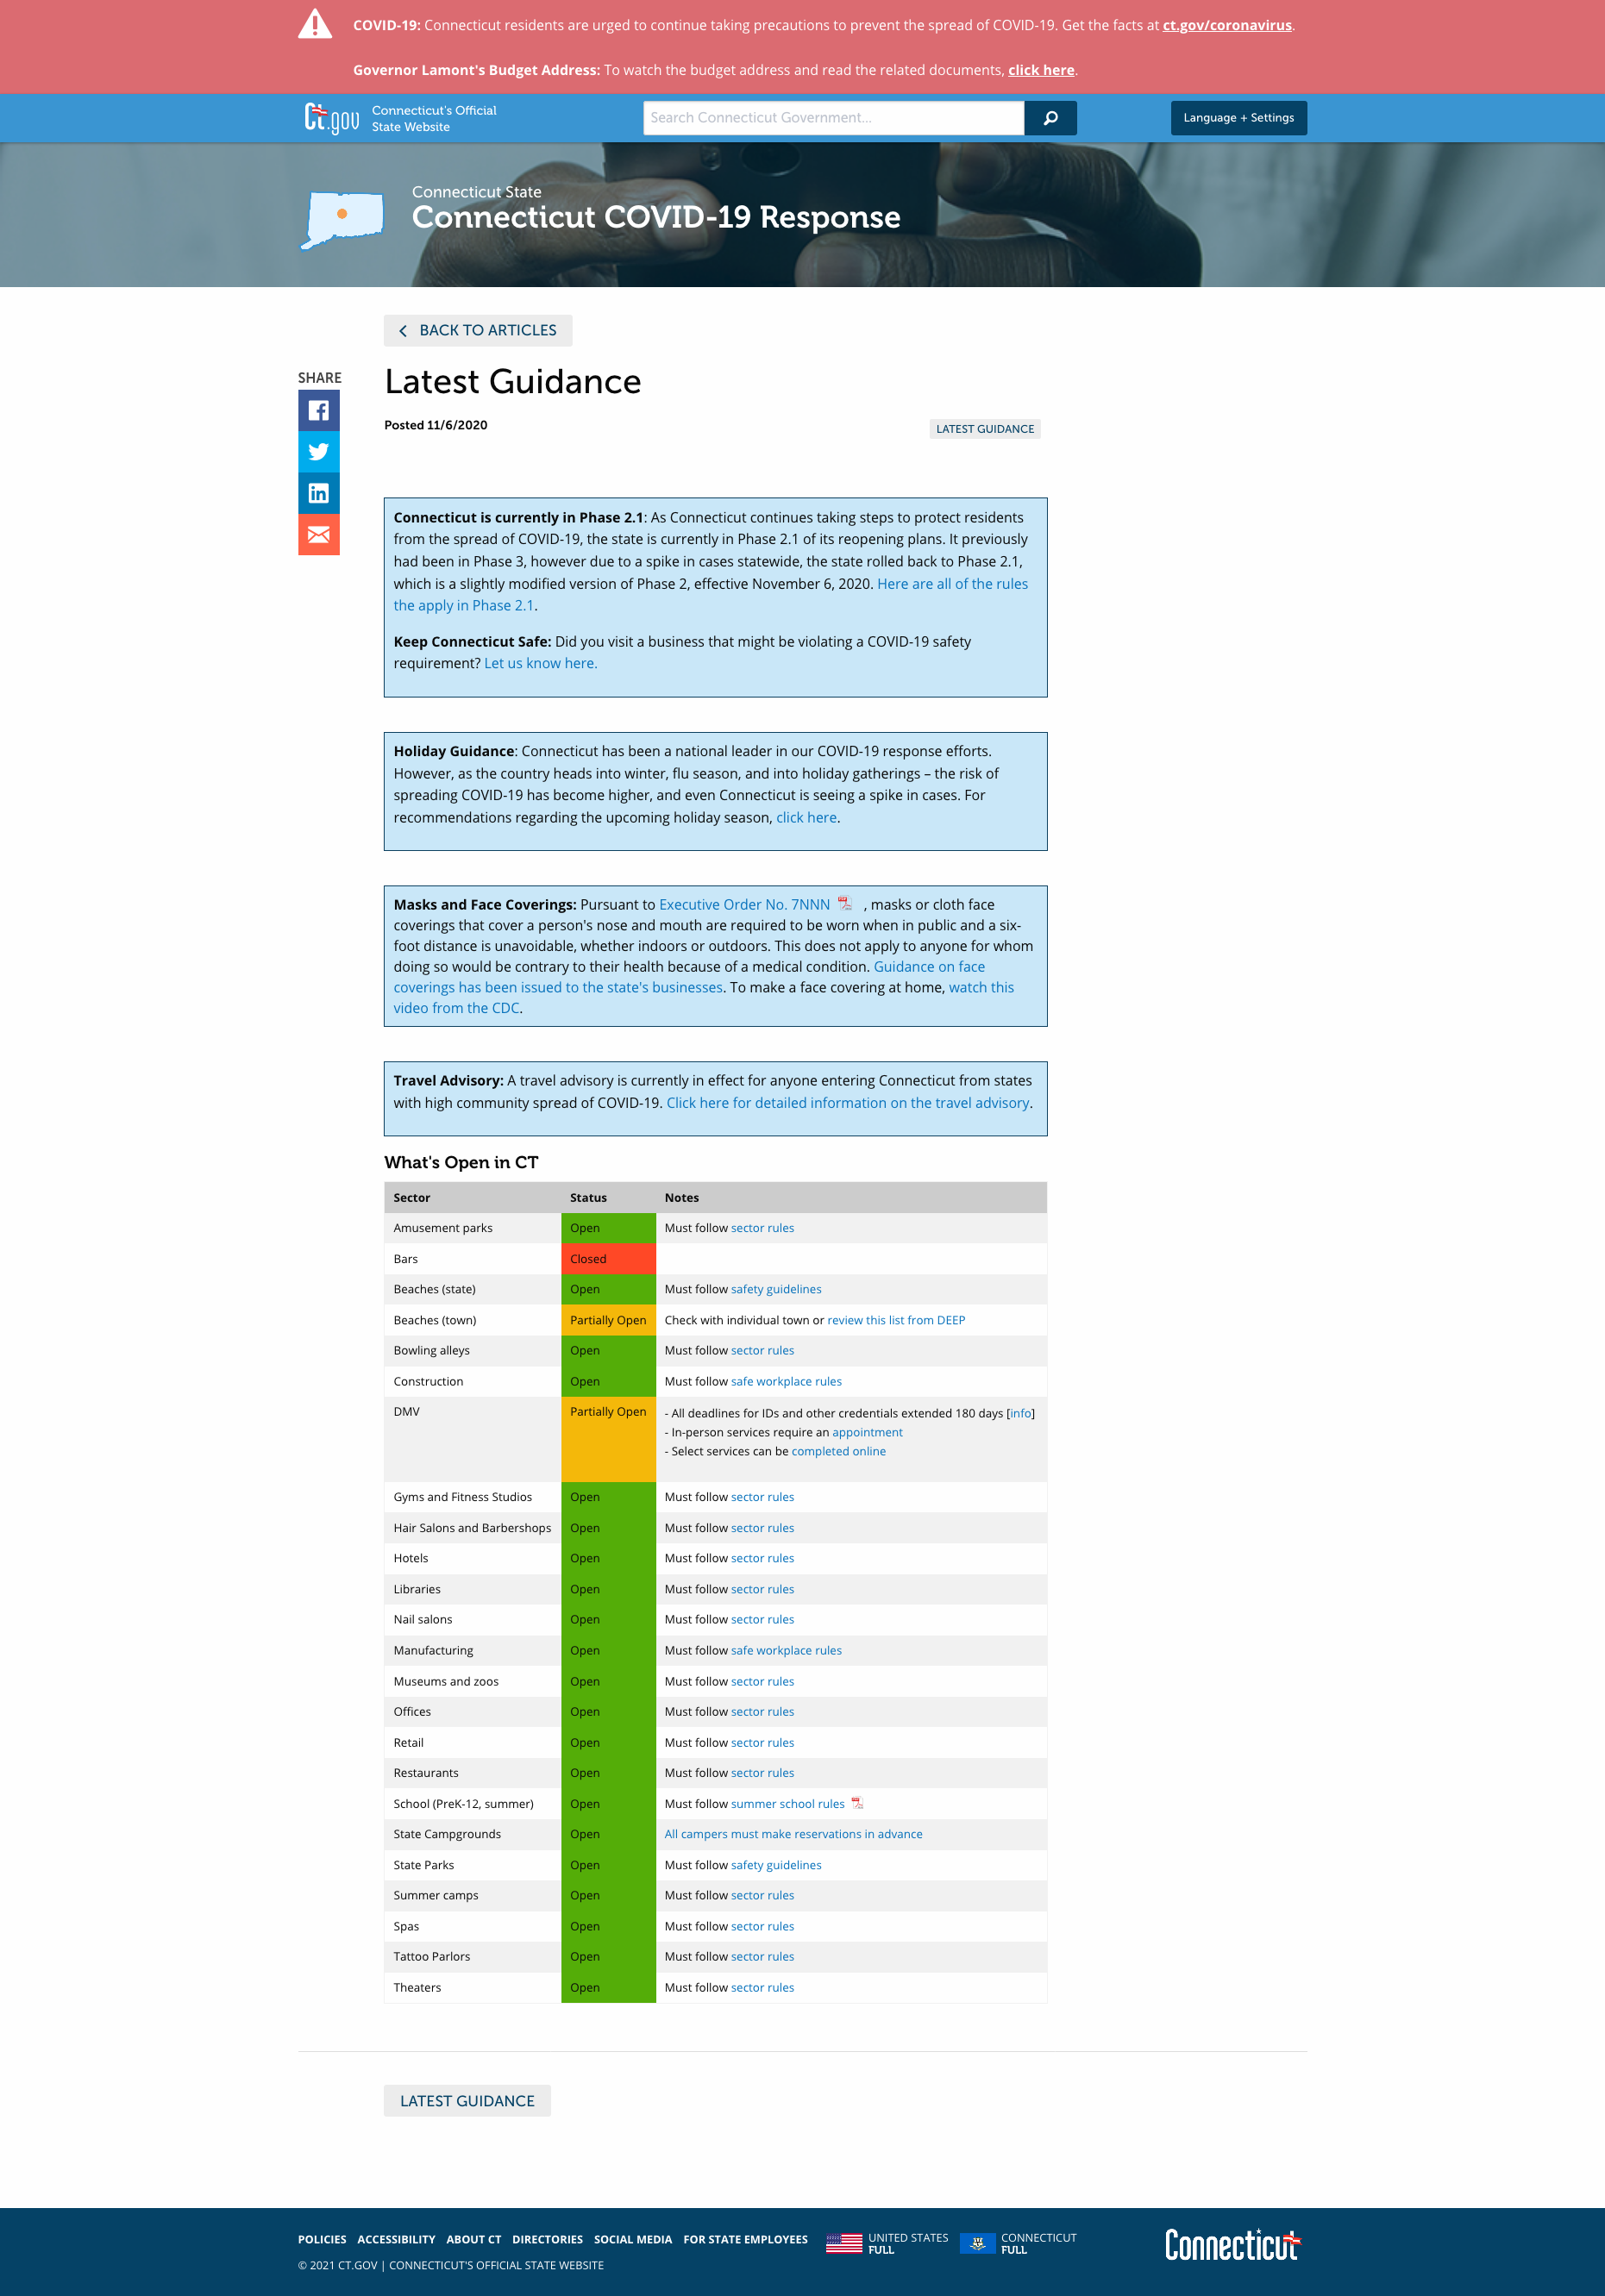 COVID-19: Connecticut residents are urged to continue taking precautions to prevent the spread of COVID-19. Get the facts at ct.gov/coronavirus.
Governor Lamont's Budget Address: To watch the budget address and read the related documents, click here.
Ct.gov
Connecticut's Official
State Website
Search Connecticut Government...
Language + Settings
Connecticut State
Connecticut COVID-19 Response
BACK TO ARTICLES
SHARE
Latest Guidance
Posted 11/6/2020
LATEST GUIDANCE
Connecticut is currently in Phase 2.1: As Connecticut continues taking steps to protect residents
from the spread of COVID-19, the state is currently in Phase 2.1 of its reopening plans. It previously
had been in Phase 3, however due to a spike in cases statewide, the state rolled back to Phase 2.1,
which is a slightly modified version of Phase 2, effective November 6, 2020. Here are all of the rules
the apply in Phase 2.1.
Keep Connecticut Safe: Did you visit a business that might be violating a COVID-19 safety
requirement? Let us know here.
Holiday Guidance: Connecticut has been a national leader in our COVID-19 response efforts.
However, as the country heads into winter, flu season, and into holiday gatherings – the risk of
spreading COVID-19 has become higher, and even Connecticut is seeing a spike in cases. For
recommendations regarding the upcoming holiday season, click here.
Masks and Face Coverings: Pursuant to Executive Order No. 7NNN , masks or cloth face
coverings that cover a person's nose and mouth are required to be worn when in public and a six-
foot distance is unavoidable, whether indoors or outdoors. This does not apply to anyone for whom
doing so would be contrary to their health because of a medical condition. Guidance on face
coverings has been issued to the state's businesses. To make a face covering at home, watch this
video from the CDC.
Travel Advisory: A travel advisory is currently in effect for anyone entering Connecticut from states
with high community spread of COVID-19. Click here for detailed information on the travel advisory.
What's Open in CT
Sector Status Notes
Amusement parks Open Must follow sector rules
Bars Closed
Beaches (state) Open Must follow safety guidelines
Beaches (town) Partially Open Check with individual town or review this list from DEEP
Bowling alleys Open Must follow sector rules
Construction Open Must follow safe workplace rules
DMV Partially Open - All deadlines for IDs and other credentials extended 180 days [info]
- In-person services require an appointment
- Select services can be completed online
Gyms and Fitness Studios Open Must follow sector rules
Hair Salons and Barbershops Open Must follow sector rules
Hotels Open Must follow sector rules
Libraries Open Must follow sector rules
Nail salons Open Must follow sector rules
Manufacturing Open Must follow safe workplace rules
Museums and zoos Open Must follow sector rules
Offices Open Must follow sector rules
Retail Open Must follow sector rules
Restaurants Open Must follow sector rules
School (PreK-12, summer) Open Must follow summer school rules
State Campgrounds Open All campers must make reservations in advance
State Parks Open Must follow safety guidelines
Summer camps Open Must follow sector rules
Spas Open Must follow sector rules
Tattoo Parlors Open Must follow sector rules
Theaters Open Must follow sector rules
LATEST GUIDANCE
POLICIES ACCESSIBILITY ABOUT CT DIRECTORIES SOCIAL MEDIA FOR STATE EMPLOYEES
UNITED STATES
FULL
CONNECTICUT
FULL
Connecticut
© 2021 CT.GOV | CONNECTICUT'S OFFICIAL STATE WEBSITE